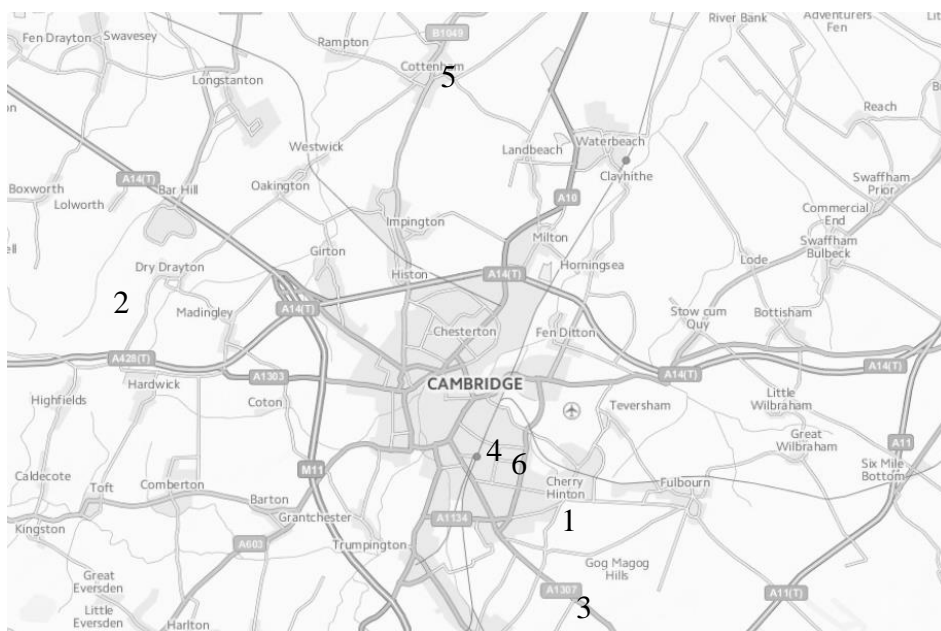 B1049
River Bank
Adventurers
Fen
Fen Drayton
Swavesey
Rampton
Cottenham
5
Longstanton
Reach
Westwick
Landbeach
Waterbeach
Clayhithe
A14(T)
Bar Hill
Oakington
Boxworth
Lolworth
A10
Swaffham
Prior
Commercial
End
Impington
Milton
Swaffham
Bulbeck
Girton
Histon
Dry Drayton
A14(T)
Horningsea
Lode
2
Madingley
A14(T)
Chesterton
Fen Ditton
Stow cum
Quy
Bottisham
A428(T)
A1303
Hardwick
CAMBRIDGE
A14(T)
A14(T)
Highfields
Coton
Teversham
Little
Wilbraham
Great
Wilbraham
A11
4
6
M11
Caldecote
Toft
Comberton
Barton
Cherry
Hinton
Fulbourn
Six Mile
Bottom
Kingston
Grantchester
A1134
1
A603
Trumpington
Gog Magog
Hills
Great
Eversden
A1307
A11(T)
3
Little
Eversden
Harlton